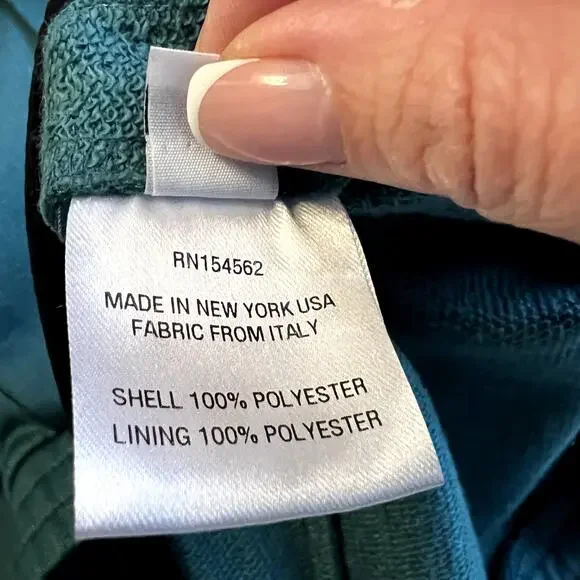 RN154562
MADE IN NEW YORK USA
FABRIC FROM ITALY
SHELL 100% POLYESTER
LINING 100% POLYESTER